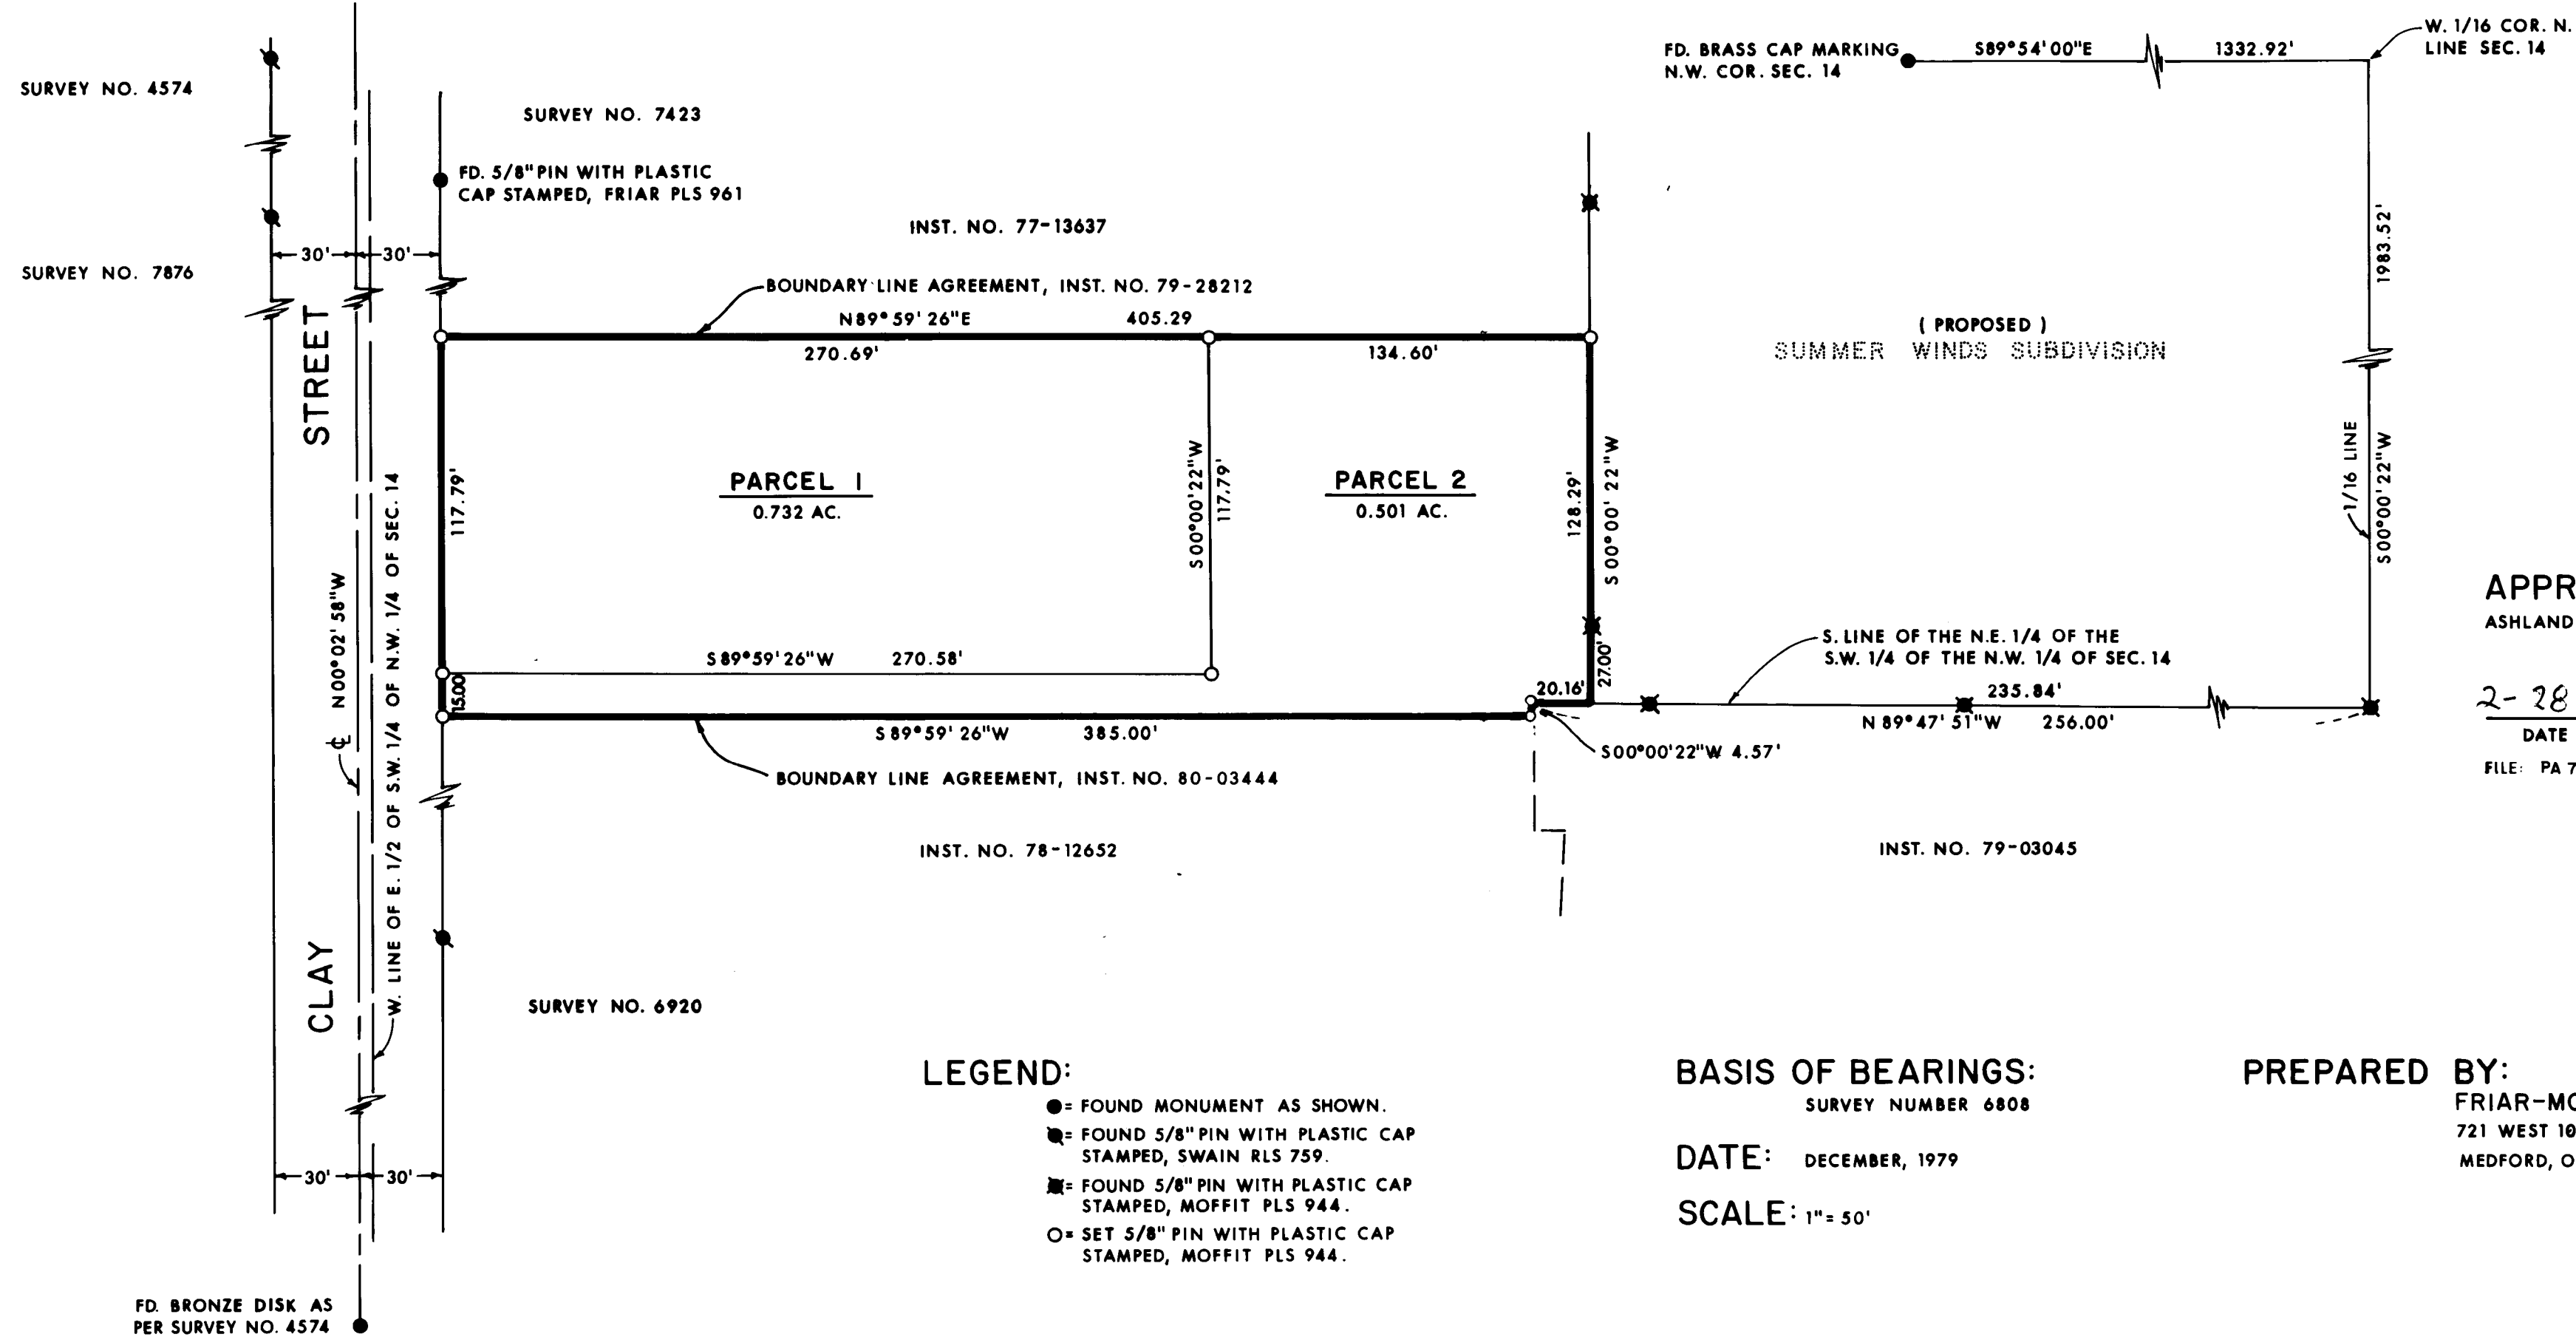 SURVEY NO. 4574
SURVEY NO. 7423
FD. BRASS CAP MARKING
N.W. COR. SEC. 14
S89°54'00"E 1332.92'
W. 1/16 COR. N.
LINE SEC. 14
FD. 5/8" PIN WITH PLASTIC
CAP STAMPED, FRIAR PLS 961
INST. NO. 77-13637
30' 30'
SURVEY NO. 7876
1983.52'
BOUNDARY LINE AGREEMENT, INST. NO. 79-28212
N89°59'26"E 405.29
270.69' 134.60'
( PROPOSED )
SUMMER WINDS SUBDIVISION
CLAY STREET
117.79'
PARCEL 1
0.732 AC.
S00°00'22"W
117.79'
PARCEL 2
0.501 AC.
128.29'
S00°00'22"W
1/16 LINE
S00°00'22"W
℄ N00°02'58"W
W. LINE OF E. 1/2 OF S.W. 1/4 OF N.W. 1/4 OF SEC. 14
APPR
ASHLAND
S. LINE OF THE N.E. 1/4 OF THE
S.W. 1/4 OF THE N.W. 1/4 OF SEC. 14
S89°59'26"W 270.58'
15.00
20.16'
27.00'
235.84'
N89°47'51"W 256.00'
2-28
DATE
FILE: PA 7
S89°59'26"W 385.00'
S00°00'22"W 4.57'
BOUNDARY LINE AGREEMENT, INST. NO. 80-03444
INST. NO. 78-12652
INST. NO. 79-03045
SURVEY NO. 6920
LEGEND:
= FOUND MONUMENT AS SHOWN.
= FOUND 5/8" PIN WITH PLASTIC CAP
STAMPED, SWAIN RLS 759.
= FOUND 5/8" PIN WITH PLASTIC CAP
STAMPED, MOFFIT PLS 944.
= SET 5/8" PIN WITH PLASTIC CAP
STAMPED, MOFFIT PLS 944.
BASIS OF BEARINGS:
SURVEY NUMBER 6808
DATE: DECEMBER, 1979
SCALE: 1"=50'
PREPARED BY:
FRIAR-MO
721 WEST 10
MEDFORD, O
30' 30'
FD. BRONZE DISK AS
PER SURVEY NO. 4574